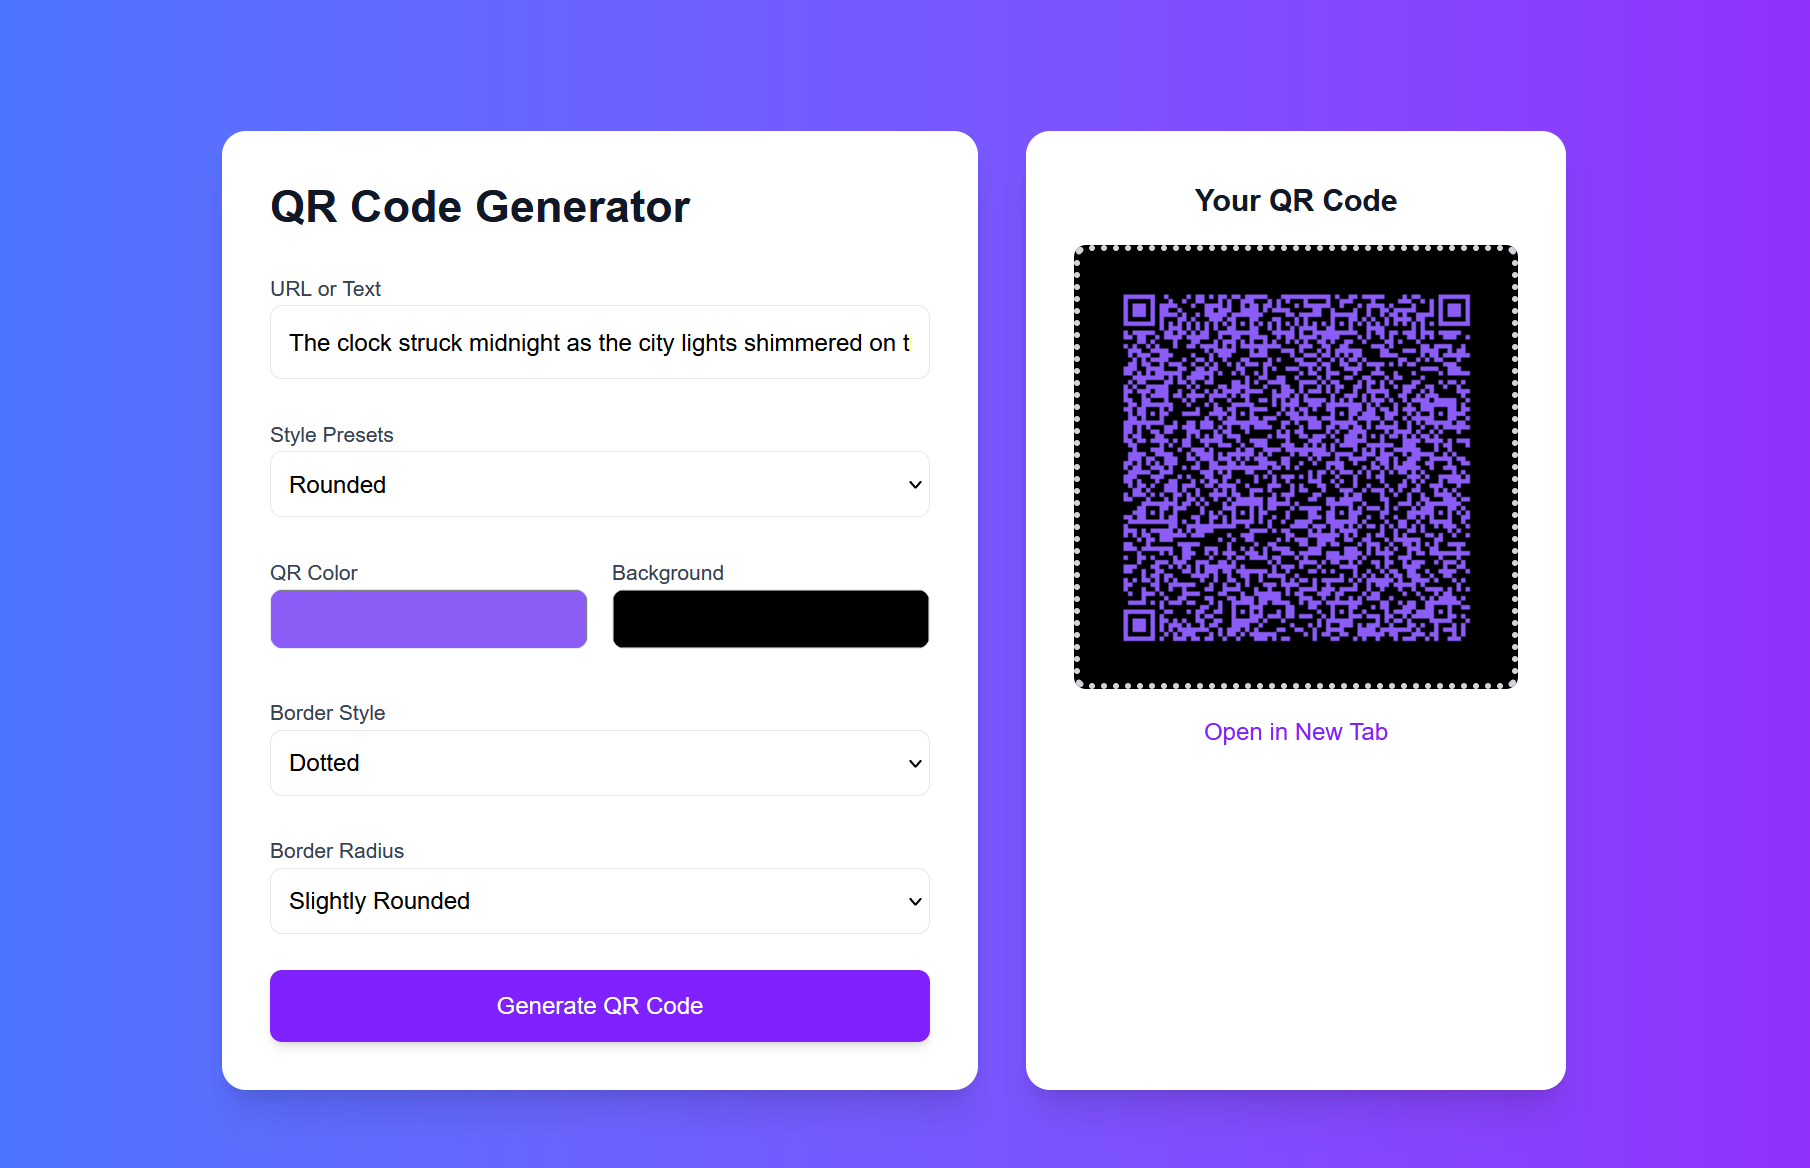 QR Code Generator
URL or Text
The clock struck midnight as the city lights shimmered on t
Style Presets
Rounded
QR Color
Background
Border Style
Dotted
Border Radius
Slightly Rounded
Generate QR Code
Your QR Code
Open in New Tab